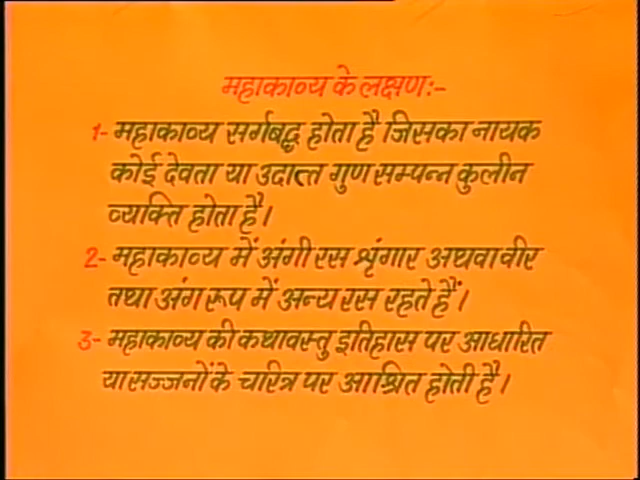 महाकाव्य के लक्षण:-
1- महाकाव्य सर्गबद्ध होता है जिसका नायक
कोई देवता या उदात्त गुण सम्पन्न कुलीन
व्यक्ति होता है।
2- महाकाव्य में अंगी रस श्रृंगार अथवा वीर
तथा अंग रूप में अन्य रस रहते हैं।
3- महाकाव्य की कथावस्तु इतिहास पर आधारित
या सज्जनों के चरित्र पर आश्रित होती है।